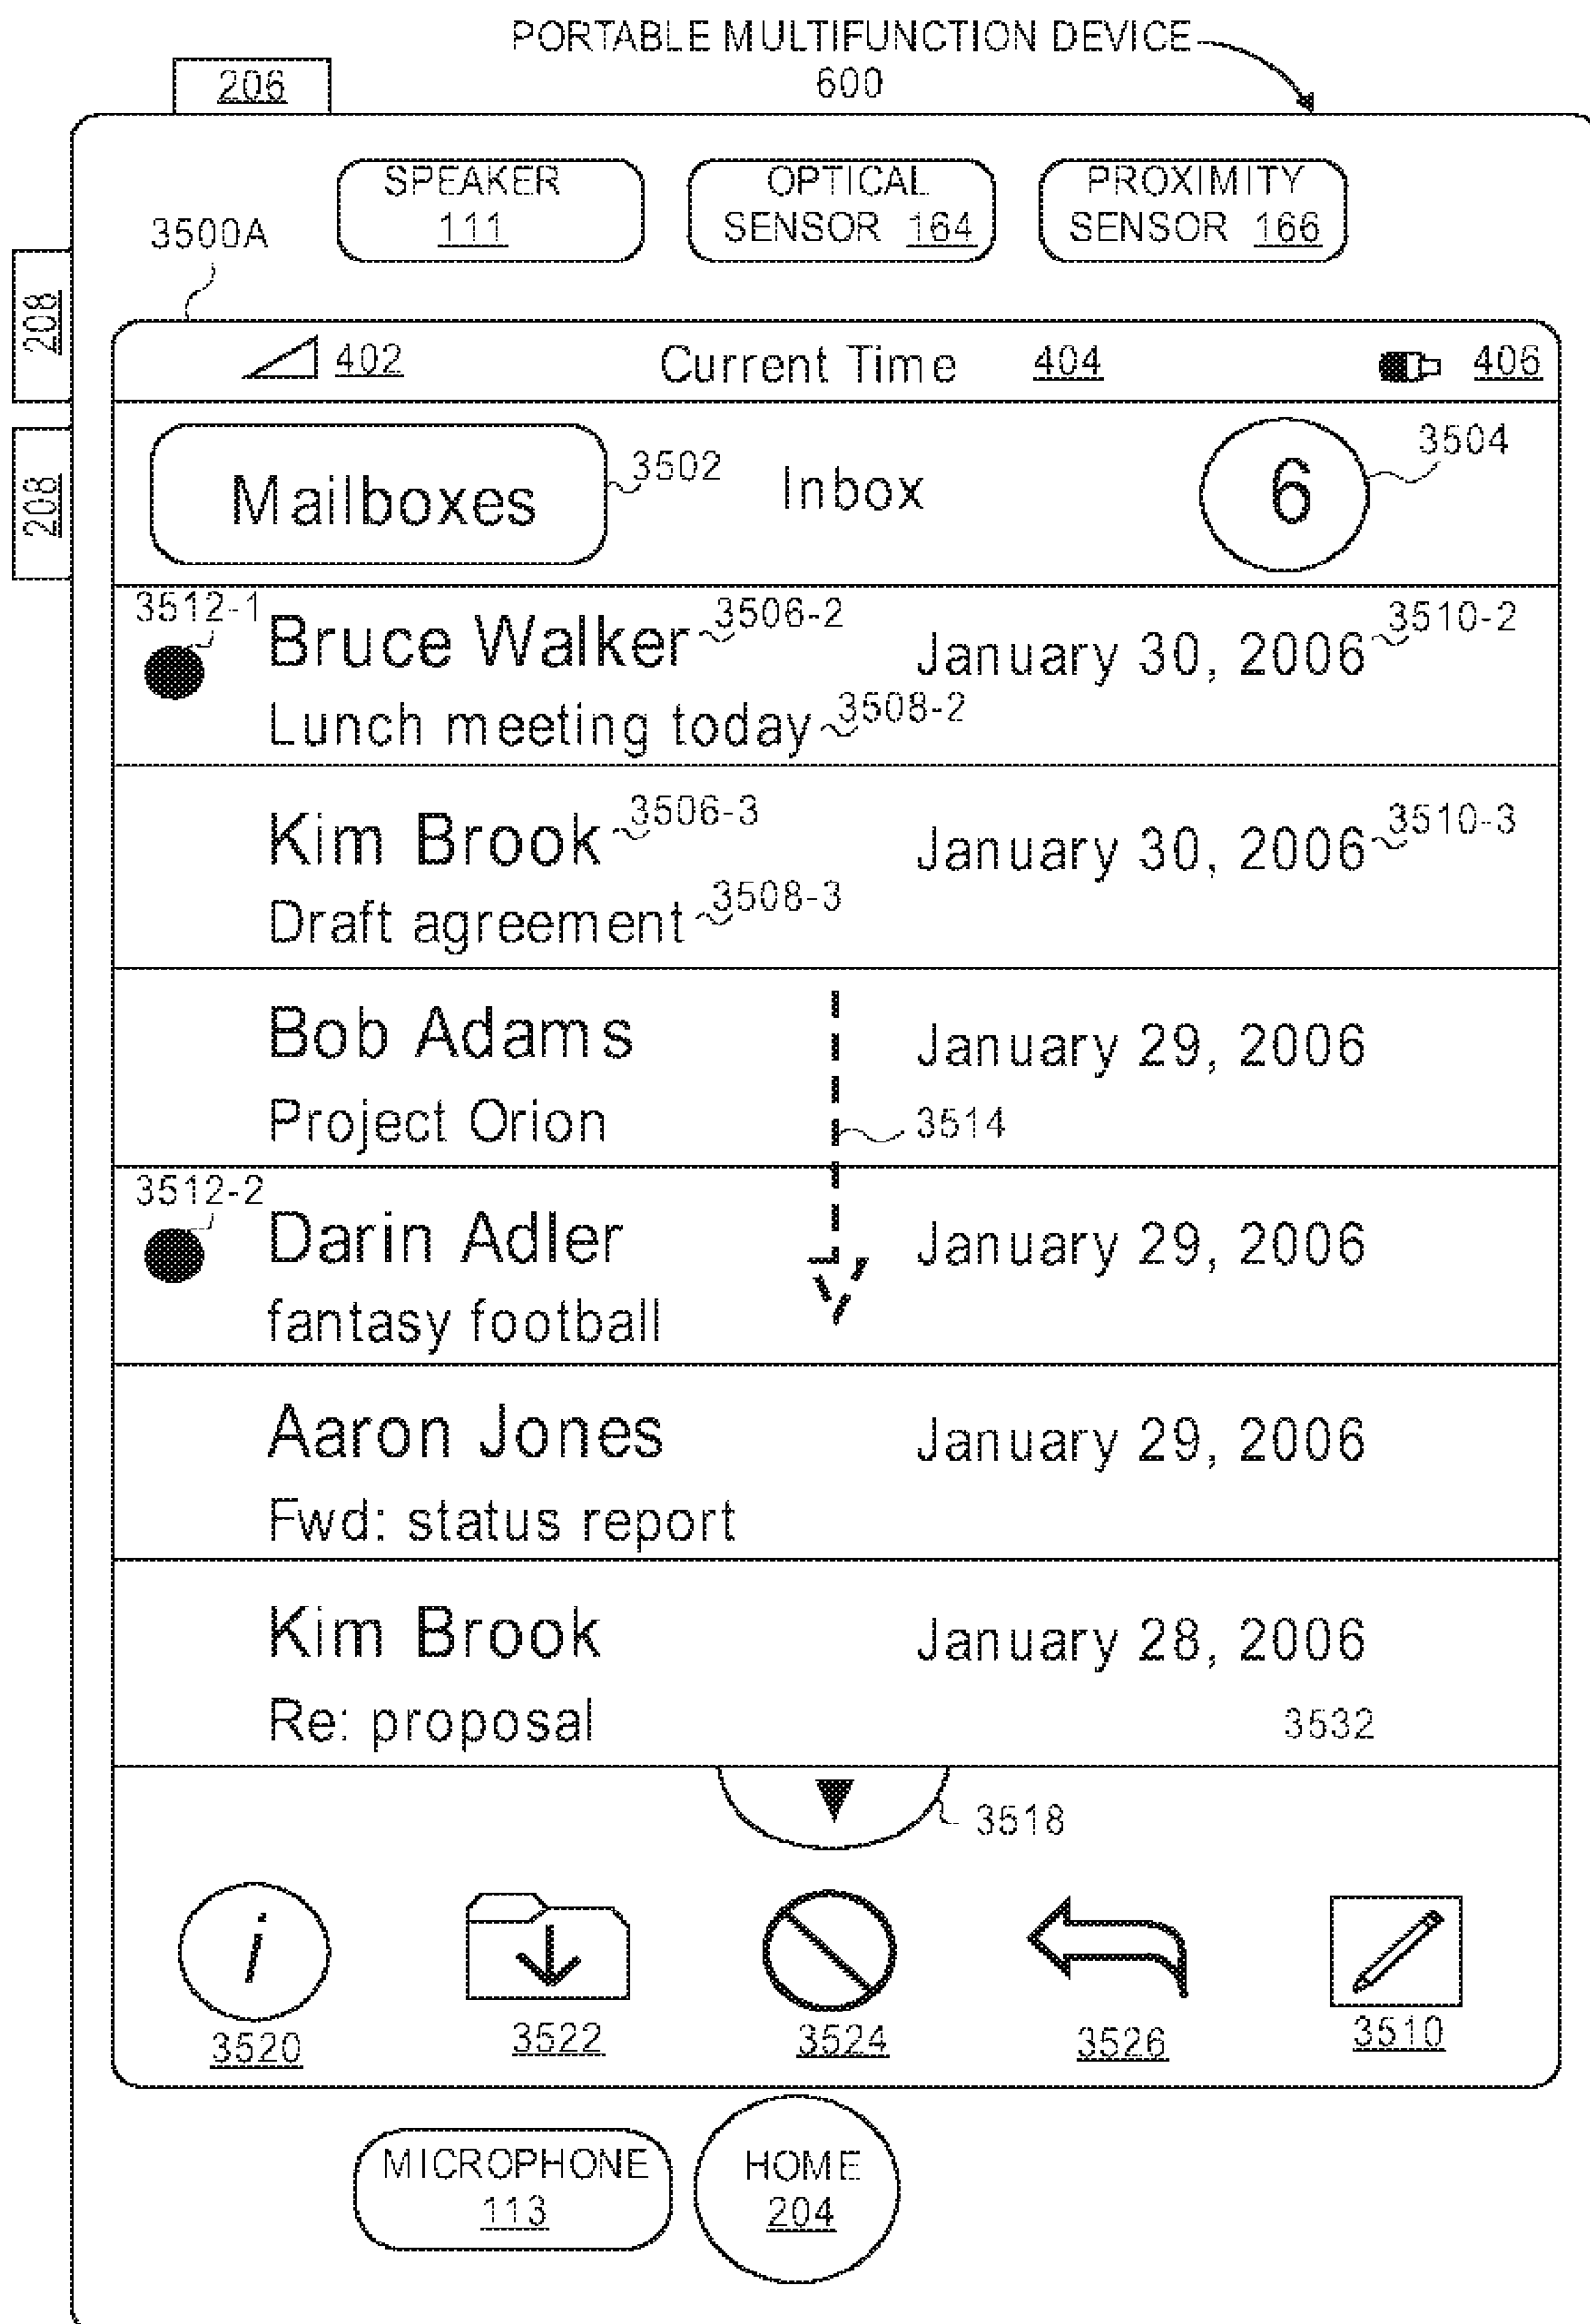 PORTABLE MULTIFUNCTION DEVICE
600
206
SPEAKER
111
OPTICAL
SENSOR 164
PROXIMITY
SENSOR 166
3500A
208
208
402 Current Time 404 406
Mailboxes 3502 Inbox 6 3504
3512-1
Bruce Walker 3506-2 January 30, 2006 3510-2
Lunch meeting today 3508-2
Kim Brook 3506-3 January 30, 2006 3510-3
Draft agreement 3508-3
Bob Adams January 29, 2006
Project Orion 3514
3512-2
Darin Adler January 29, 2006
fantasy football
Aaron Jones January 29, 2006
Fwd: status report
Kim Brook January 28, 2006
Re: proposal 3532
3518
i
3520 3522 3524 3526 3510
MICROPHONE
113
HOME
204